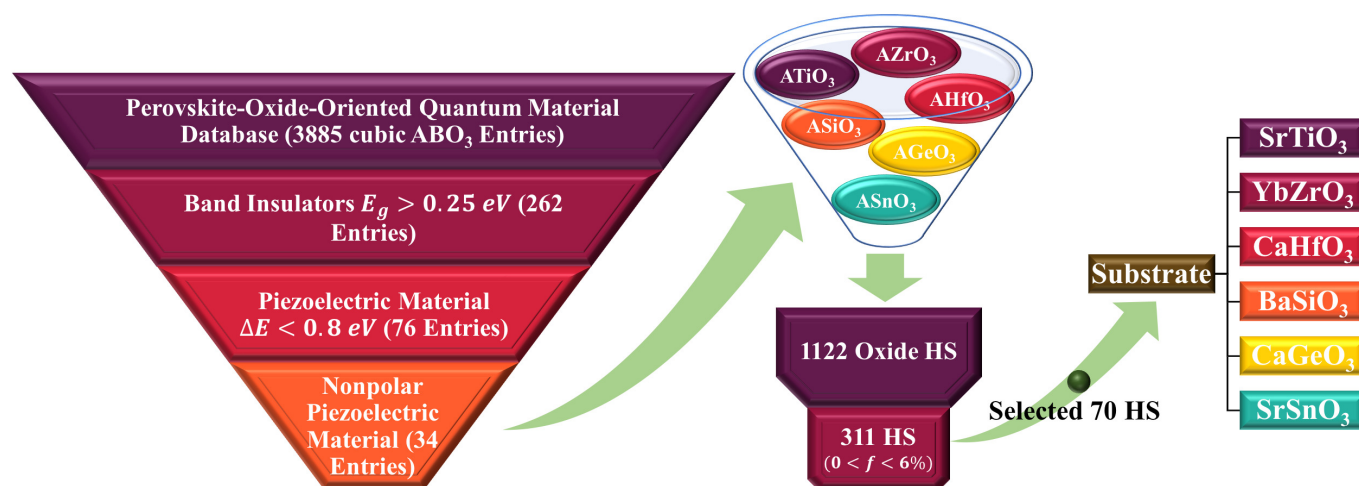 Perovskite-Oxide-Oriented Quantum Material
Database (3885 cubic ABO₃ Entries)
Band Insulators E_g > 0.25 eV (262
Entries)
Piezoelectric Material
ΔE < 0.8 eV (76 Entries)
Nonpolar
Piezoelectric
Material (34
Entries)
AZrO₃
ATiO₃
AHfO₃
ASiO₃
AGeO₃
ASnO₃
1122 Oxide HS
311 HS
(0 < f < 6%)
Selected 70 HS
Substrate
SrTiO₃
YbZrO₃
CaHfO₃
BaSiO₃
CaGeO₃
SrSnO₃